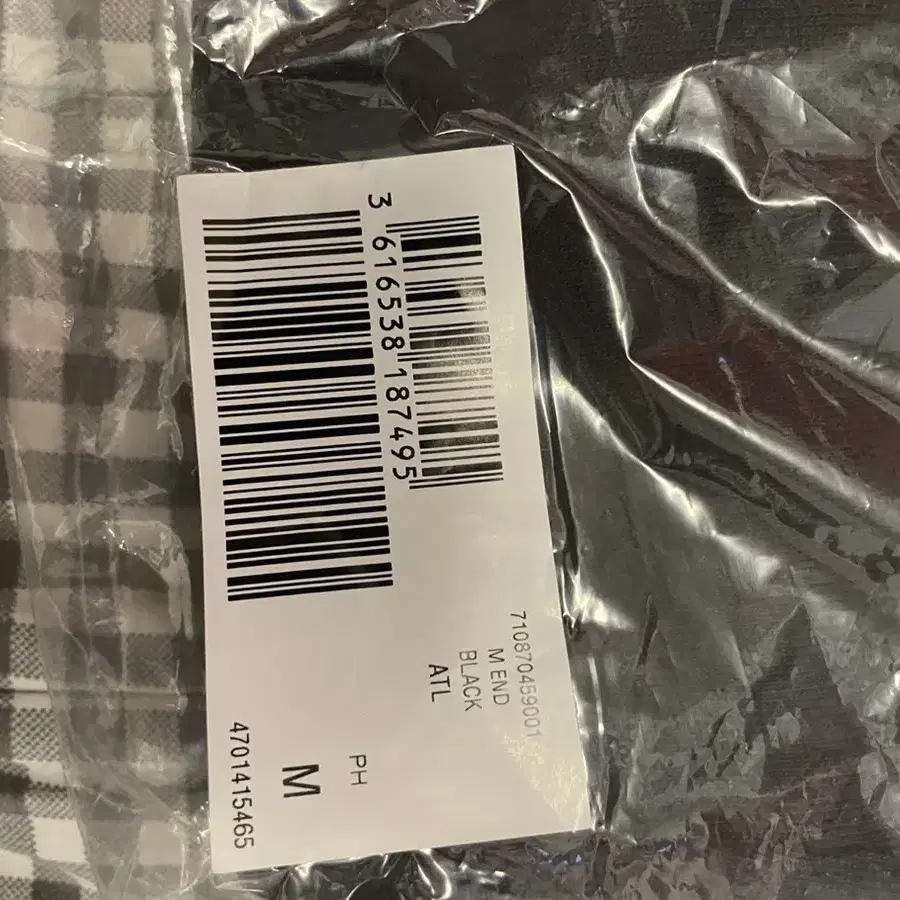 710870459001
M END
BLACK
ATL
3 616538 187495
PH
M
4701415465